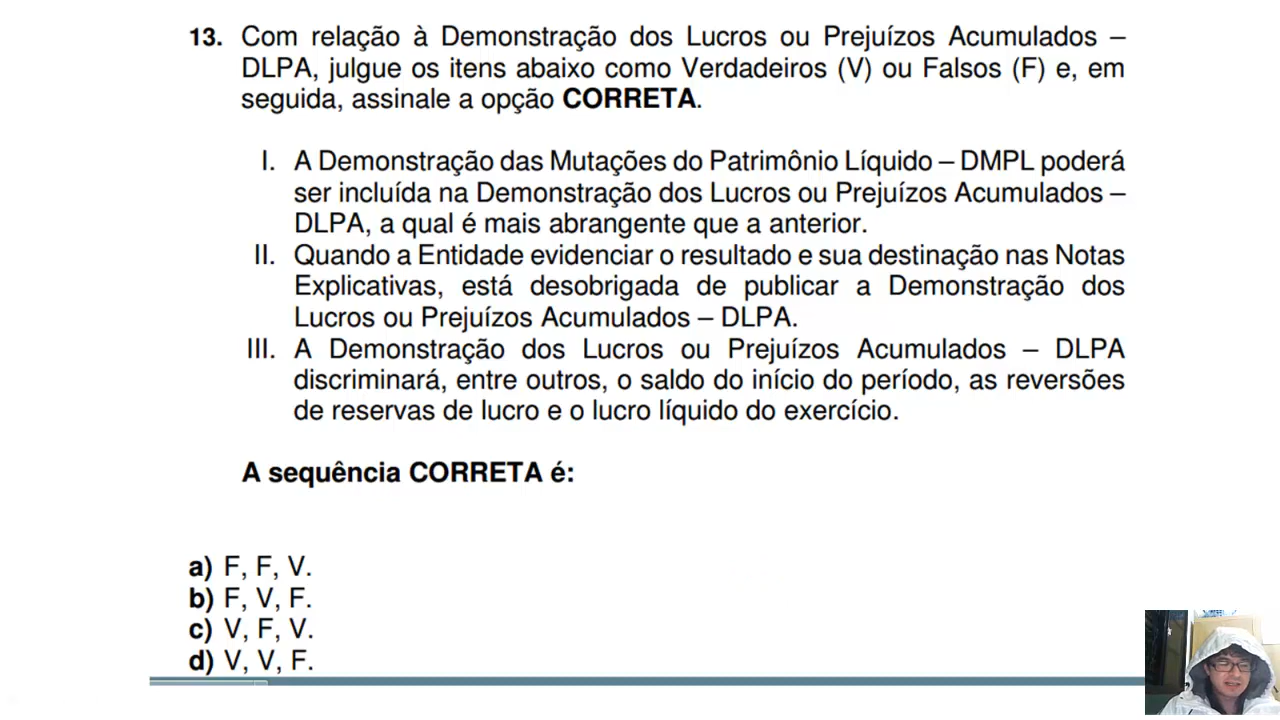 13. Com relação à Demonstração dos Lucros ou Prejuízos Acumulados –
DLPA, julgue os itens abaixo como Verdadeiros (V) ou Falsos (F) e, em
seguida, assinale a opção CORRETA.
I. A Demonstração das Mutações do Patrimônio Líquido – DMPL poderá
ser incluída na Demonstração dos Lucros ou Prejuízos Acumulados –
DLPA, a qual é mais abrangente que a anterior.
II. Quando a Entidade evidenciar o resultado e sua destinação nas Notas
Explicativas, está desobrigada de publicar a Demonstração dos
Lucros ou Prejuízos Acumulados – DLPA.
III. A Demonstração dos Lucros ou Prejuízos Acumulados – DLPA
discriminará, entre outros, o saldo do início do período, as reversões
de reservas de lucro e o lucro líquido do exercício.
A sequência CORRETA é:
a) F, F, V.
b) F, V, F.
c) V, F, V.
d) V, V, F.